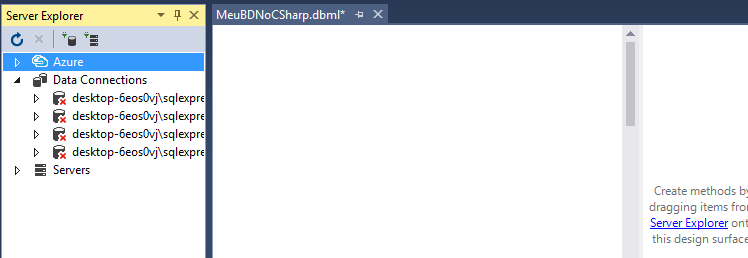 Server Explorer
MeuBDNoCSharp.dbml*
Azure
Data Connections
desktop-6eos0vj\sqlexpre
desktop-6eos0vj\sqlexpre
desktop-6eos0vj\sqlexpre
desktop-6eos0vj\sqlexpre
Servers
Create methods by
dragging items from
Server Explorer ont
this design surface